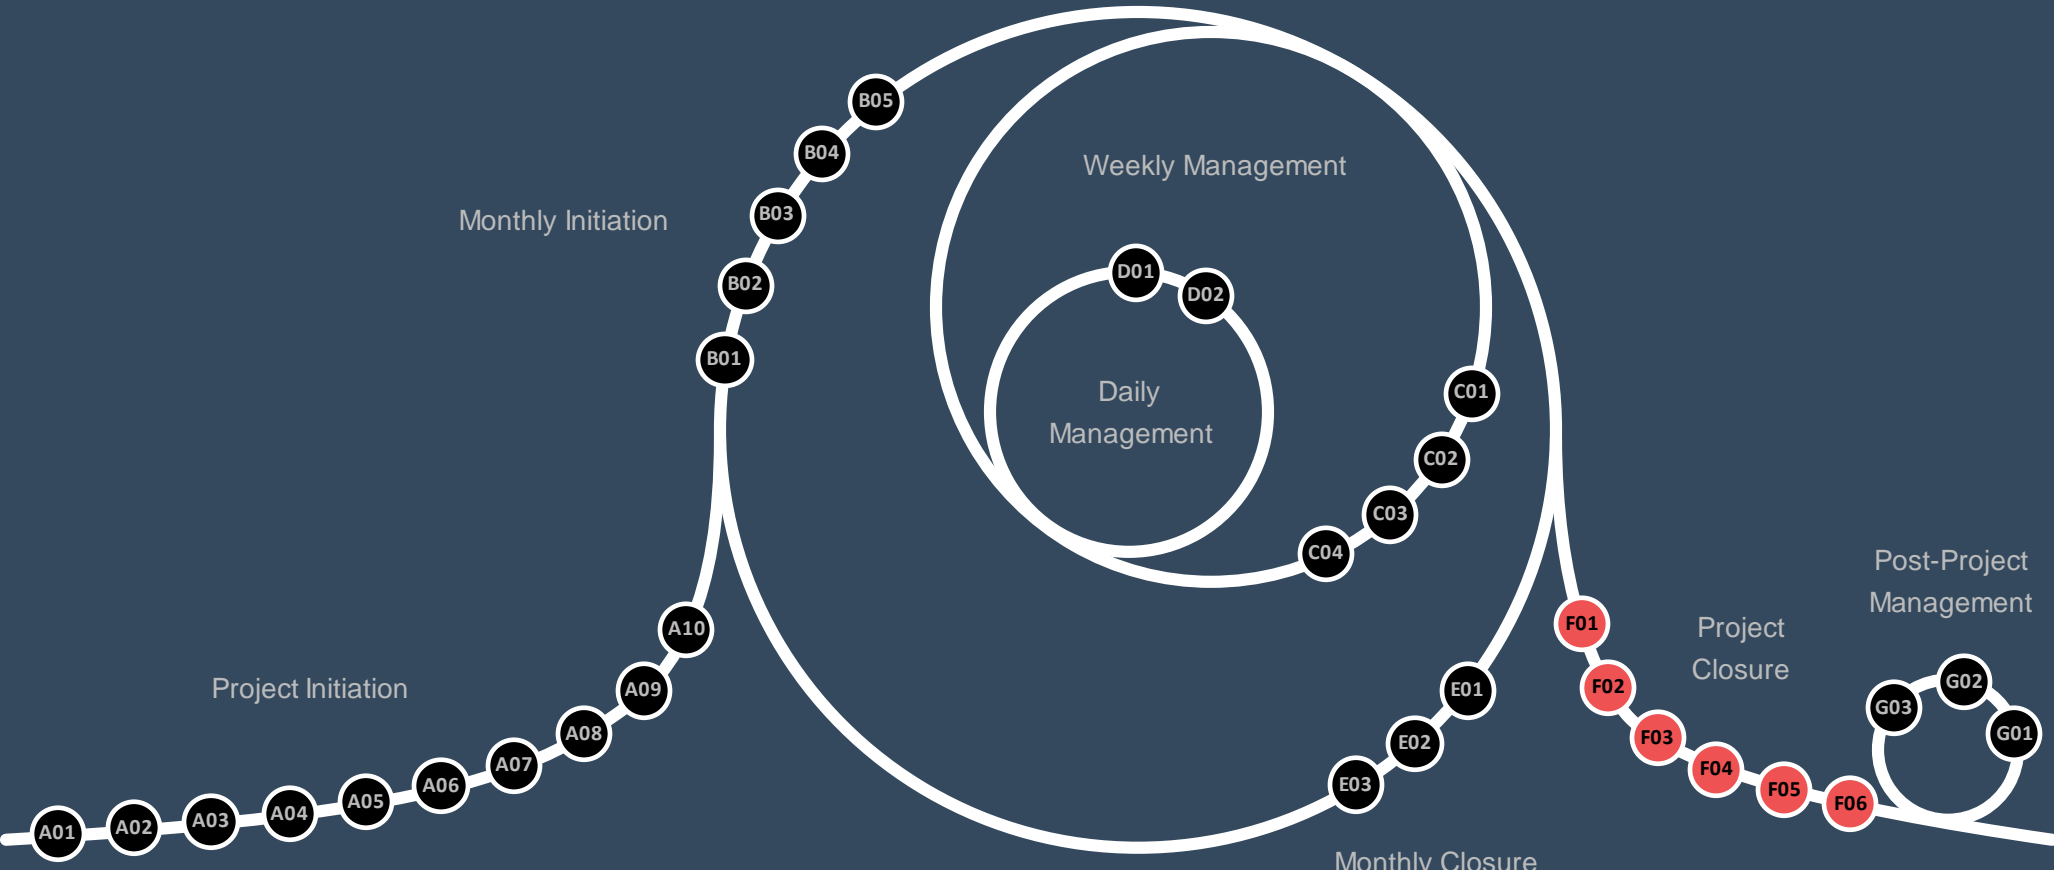 B05
B04
Weekly Management
B03
Monthly Initiation
D01
B02
D02
B01
Daily
Management
C01
C02
C03
C04
Post-Project
Management
F01
Project
Closure
A10
F02
G02
Project Initiation
A09
E01
G03
A08
E02
F03
G01
A07
F04
A06
E03
F05
A05
F06
A04
A03
A02
A01
Monthly Closure